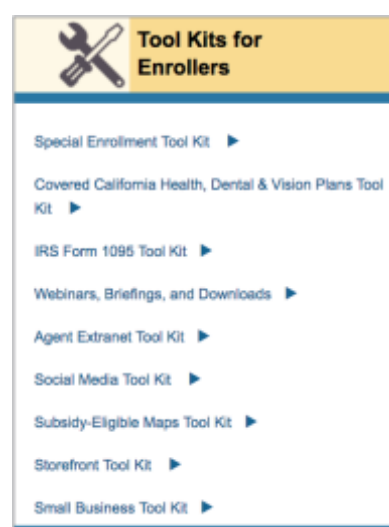 Tool Kits for
Enrollers
Special Enrollment Tool Kit
Covered California Health, Dental & Vision Plans Tool
Kit
IRS Form 1095 Tool Kit
Webinars, Briefings, and Downloads
Agent Extranet Tool Kit
Social Media Tool Kit
Subsidy-Eligible Maps Tool Kit
Storefront Tool Kit
Small Business Tool Kit